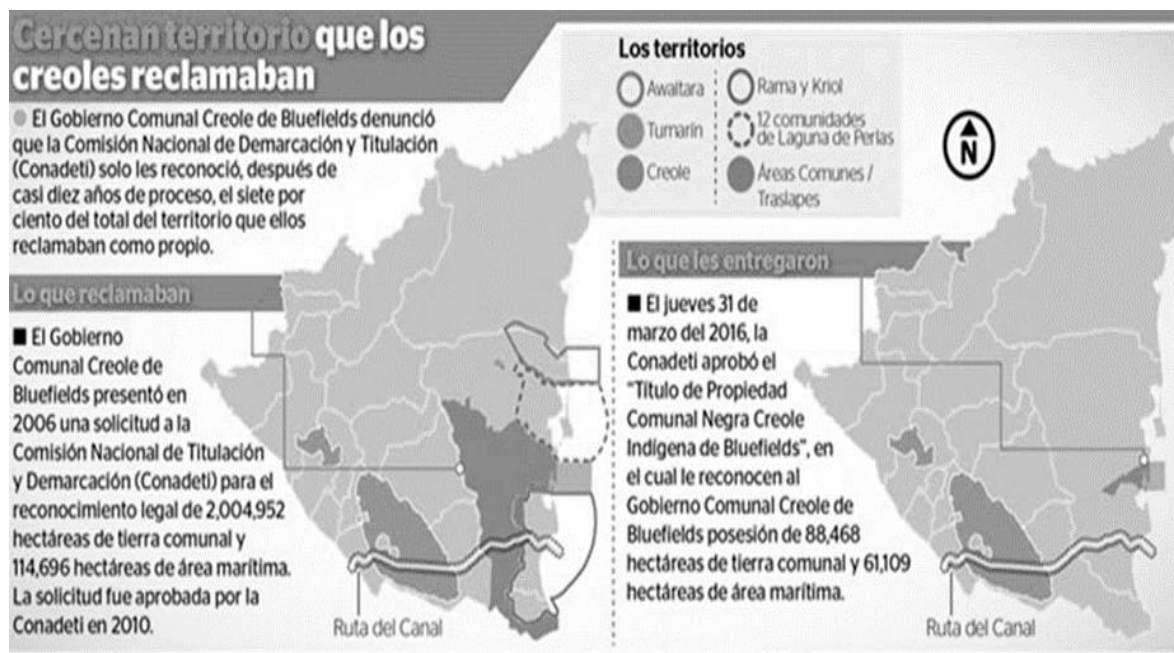 Cercenan territorio que los
creoles reclamaban
El Gobierno Comunal Creole de Bluefields denunció
que la Comisión Nacional de Demarcación y Titulación
(Conadeti) solo les reconoció, después de
casi diez años de proceso, el siete por
ciento del total del territorio que ellos
reclamaban como propio.
Los territorios
Awaltara
Tumarín
Creole
Rama y Kriol
12 comunidades
de Laguna de Perlas
Áreas Comunes /
Traslapes
N
Lo que reclamaban
■ El Gobierno
Comunal Creole de
Bluefields presentó en
2006 una solicitud a la
Comisión Nacional de Titulación
y Demarcación (Conadeti) para el
reconocimiento legal de 2,004,952
hectáreas de tierra comunal y
114,696 hectáreas de área marítima.
La solicitud fue aprobada por la
Conadeti en 2010.
Ruta del Canal
Lo que les entregaron
■ El jueves 31 de
marzo del 2016, la
Conadeti aprobó el
"Título de Propiedad
Comunal Negra Creole
Indígena de Bluefields", en
el cual le reconocen al
Gobierno Comunal Creole de
Bluefields posesión de 88,468
hectáreas de tierra comunal y 61,109
hectáreas de área marítima.
Ruta del Canal